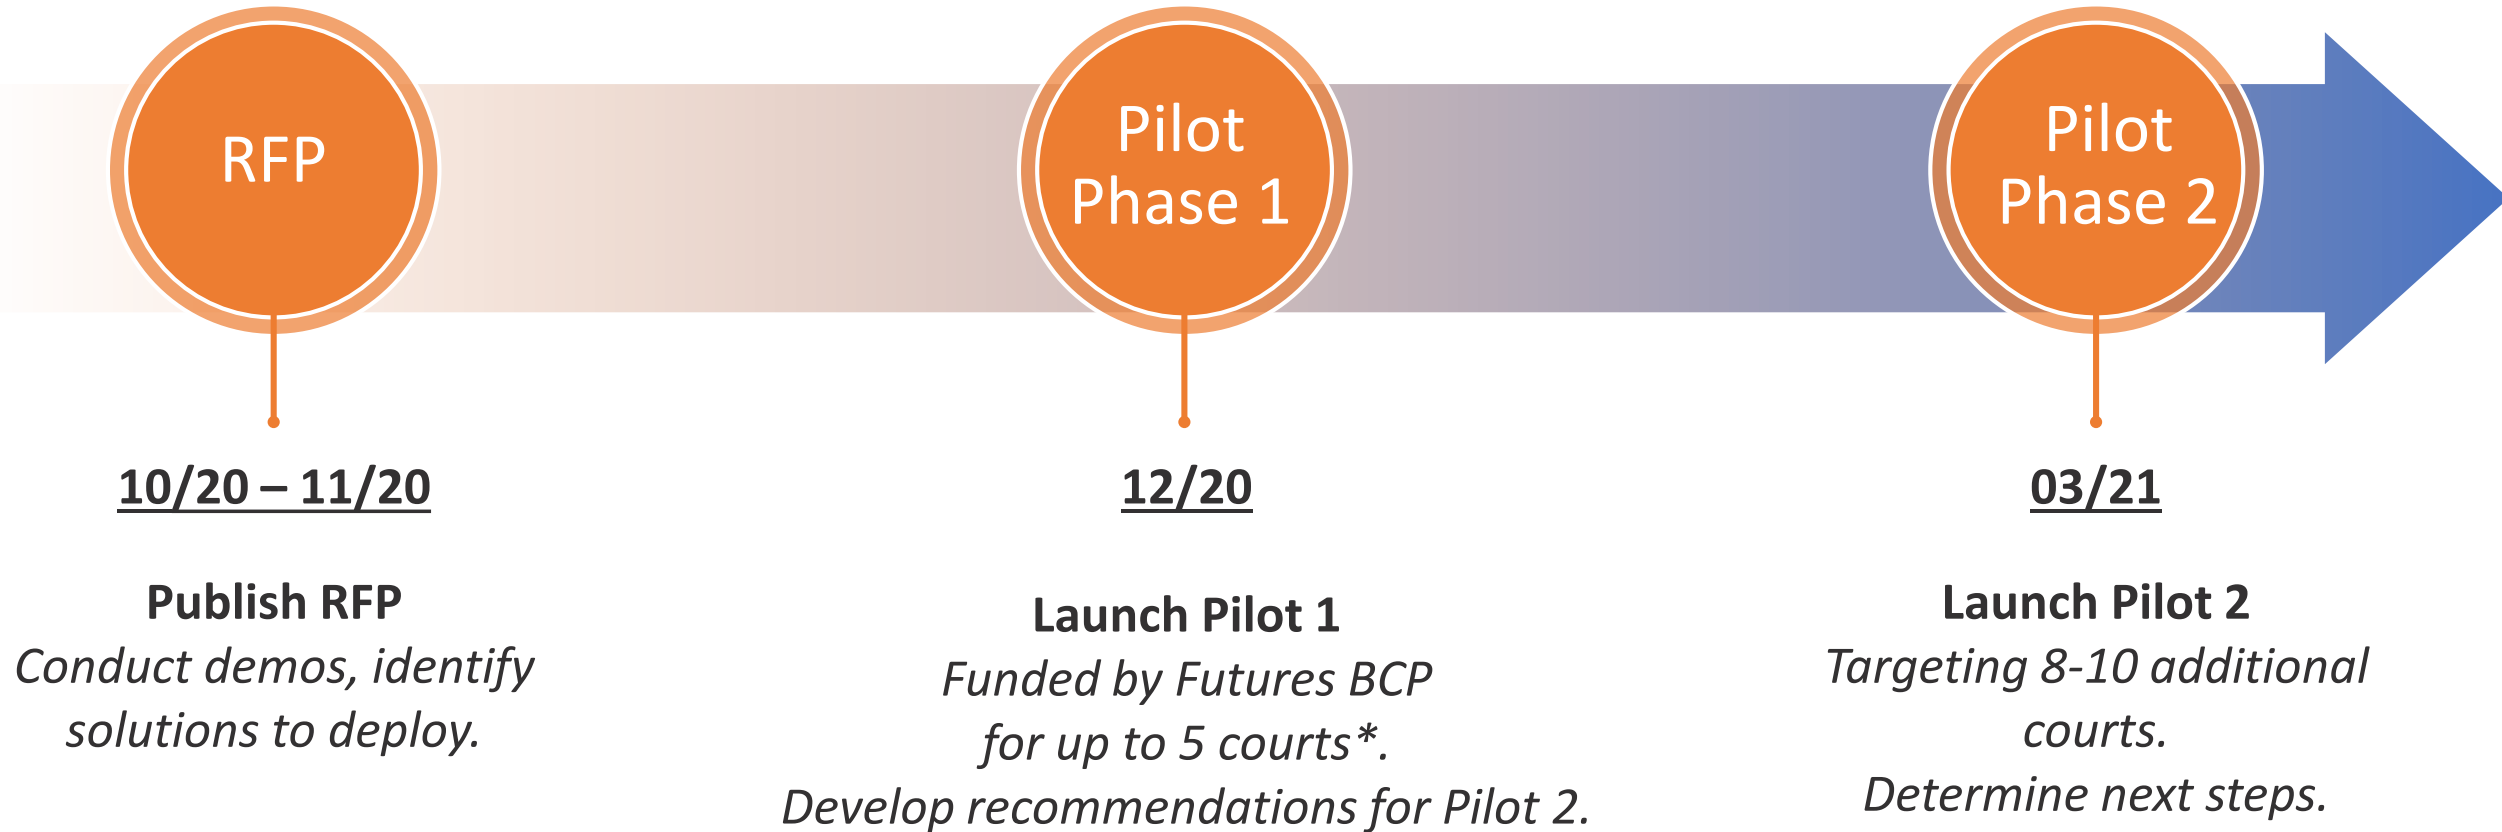 RFP
Pilot
Phase 1
Pilot
Phase 2
10/20 – 11/20
Publish RFP
Conduct demos, identify
solutions to deploy.
12/20
Launch Pilot 1
Funded by Futures BCP
for up to 5 courts*.
Develop recommendations for Pilot 2.
03/21
Launch Pilot 2
Targeting 8-10 additional
courts.
Determine next steps.